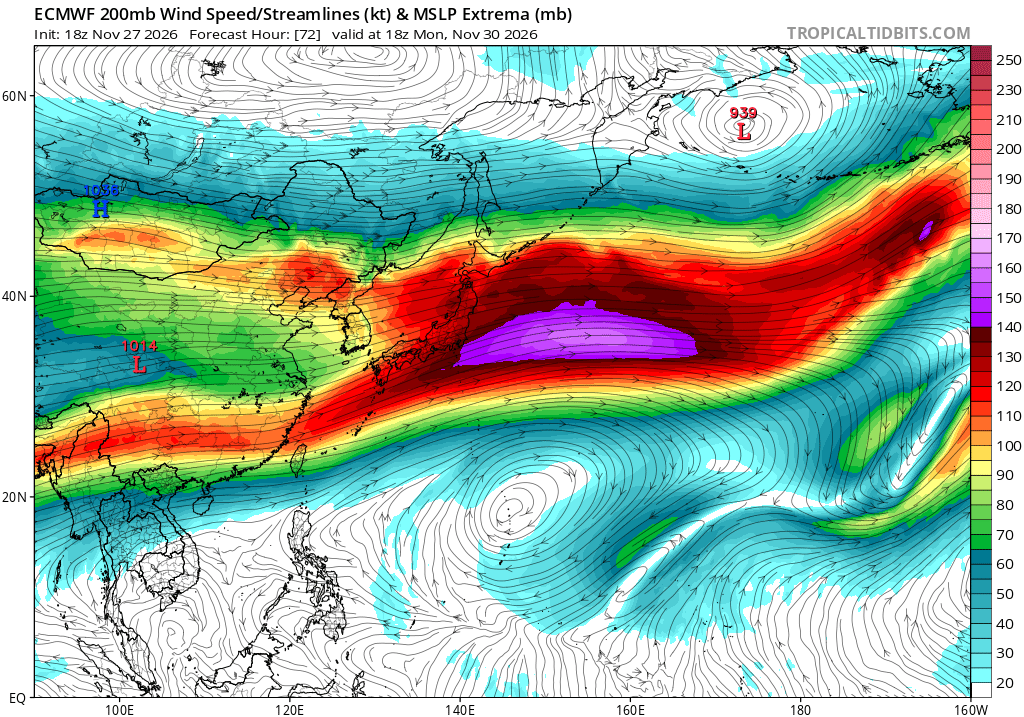 ECMWF 200mb Wind Speed/Streamlines (kt) & MSLP Extrema (mb)
Init: 18z Nov 27 2026 Forecast Hour: [72] valid at 18z Mon, Nov 30 2026
TROPICALTIDBITS.COM
60N
40N
20N
EQ
100E
120E
140E
160E
180
160W
939
L
H
1014
L
250
230
210
200
190
180
170
160
150
140
130
120
110
100
90
80
70
60
50
40
30
20